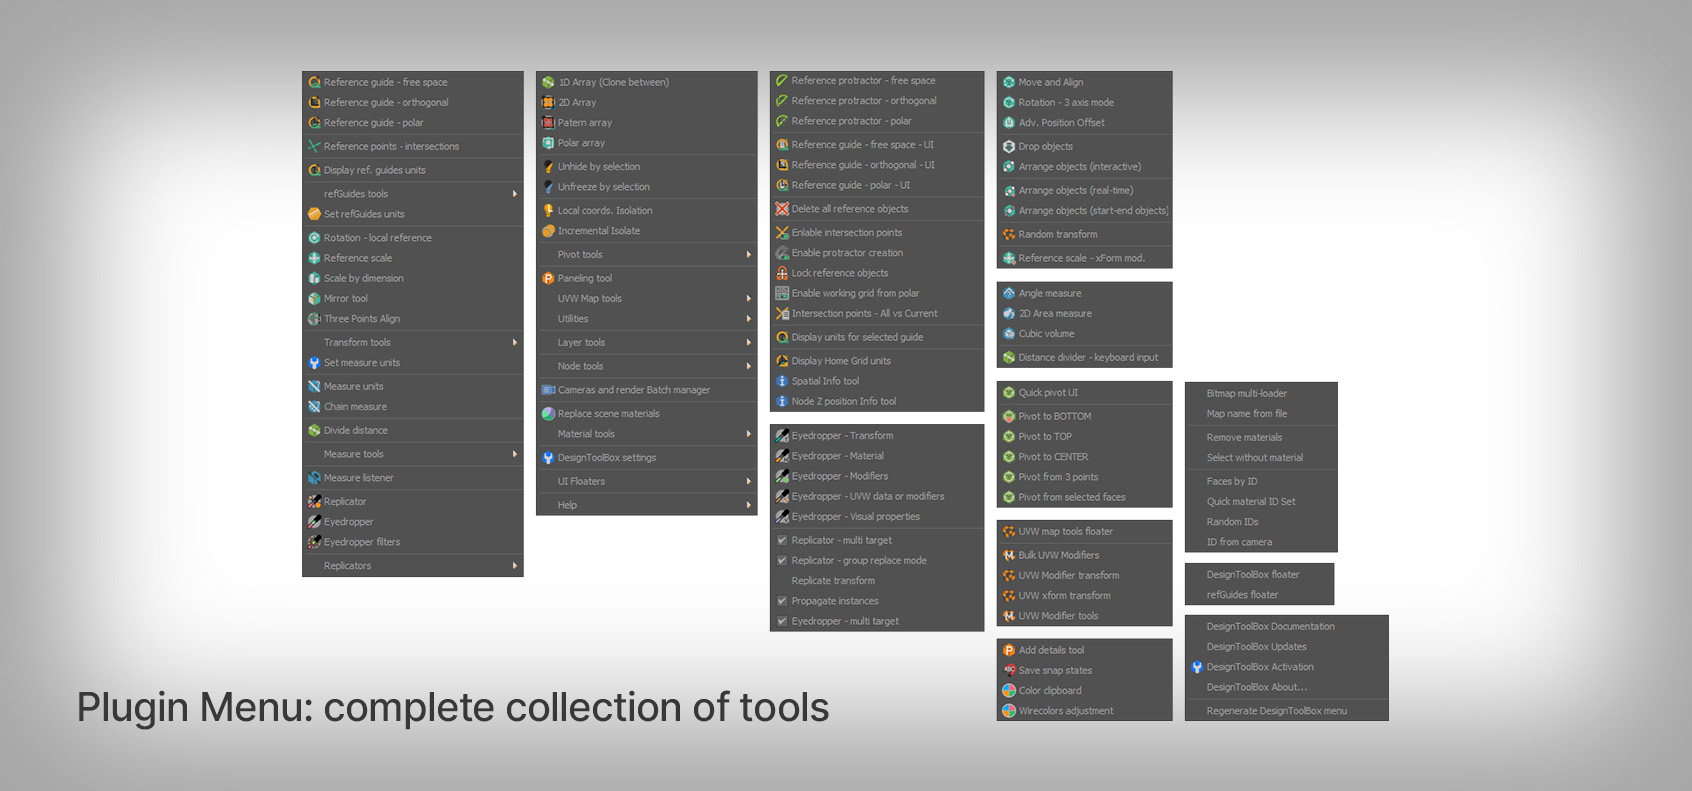 Reference guide - free space
Reference guide - orthogonal
Reference guide - polar
Reference points - intersections
Display ref. guides units
refGuides tools
Set refGuides units
Rotation - local reference
Reference scale
Scale by dimension
Mirror tool
Three Points Align
Transform tools
Set measure units
Measure units
Chain measure
Divide distance
Measure tools
Measure listener
Replicator
Eyedropper
Eyedropper filters
Replicators
1D Array (Clone between)
2D Array
Patern array
Polar array
Unhide by selection
Unfreeze by selection
Local coords. Isolation
Incremental Isolate
Pivot tools
Paneling tool
UVW Map tools
Utilities
Layer tools
Node tools
Cameras and render Batch manager
Replace scene materials
Material tools
DesignToolBox settings
UI Floaters
Help
Reference protractor - free space
Reference protractor - orthogonal
Reference protractor - polar
Reference guide - free space - UI
Reference guide - orthogonal - UI
Reference guide - polar - UI
Delete all reference objects
Enlable intersection points
Enable protractor creation
Lock reference objects
Enable working grid from polar
Intersection points - All vs Current
Display units for selected guide
Display Home Grid units
Spatial Info tool
Node Z position Info tool
Eyedropper - Transform
Eyedropper - Material
Eyedropper - Modifiers
Eyedropper - UVW data or modifiers
Eyedropper - Visual properties
Replicator - multi target
Replicator - group replace mode
Replicate transform
Propagate instances
Eyedropper - multi target
Move and Align
Rotation - 3 axis mode
Adv. Position Offset
Drop objects
Arrange objects (interactive)
Arrange objects (real-time)
Arrange objects (start-end objects)
Random transform
Reference scale - xForm mod.
Angle measure
2D Area measure
Cubic volume
Distance divider - keyboard input
Quick pivot UI
Pivot to BOTTOM
Pivot to TOP
Pivot to CENTER
Pivot from 3 points
Pivot from selected faces
UVW map tools floater
Bulk UVW Modifiers
UVW Modifier transform
UVW xform transform
UVW Modifier tools
Add details tool
Save snap states
Color clipboard
Wirecolors adjustment
Bitmap multi-loader
Map name from file
Remove materials
Select without material
Faces by ID
Quick material ID Set
Random IDs
ID from camera
DesignToolBox floater
refGuides floater
DesignToolBox Documentation
DesignToolBox Updates
DesignToolBox Activation
DesignToolBox About...
Regenerate DesignToolBox menu
Plugin Menu: complete collection of tools